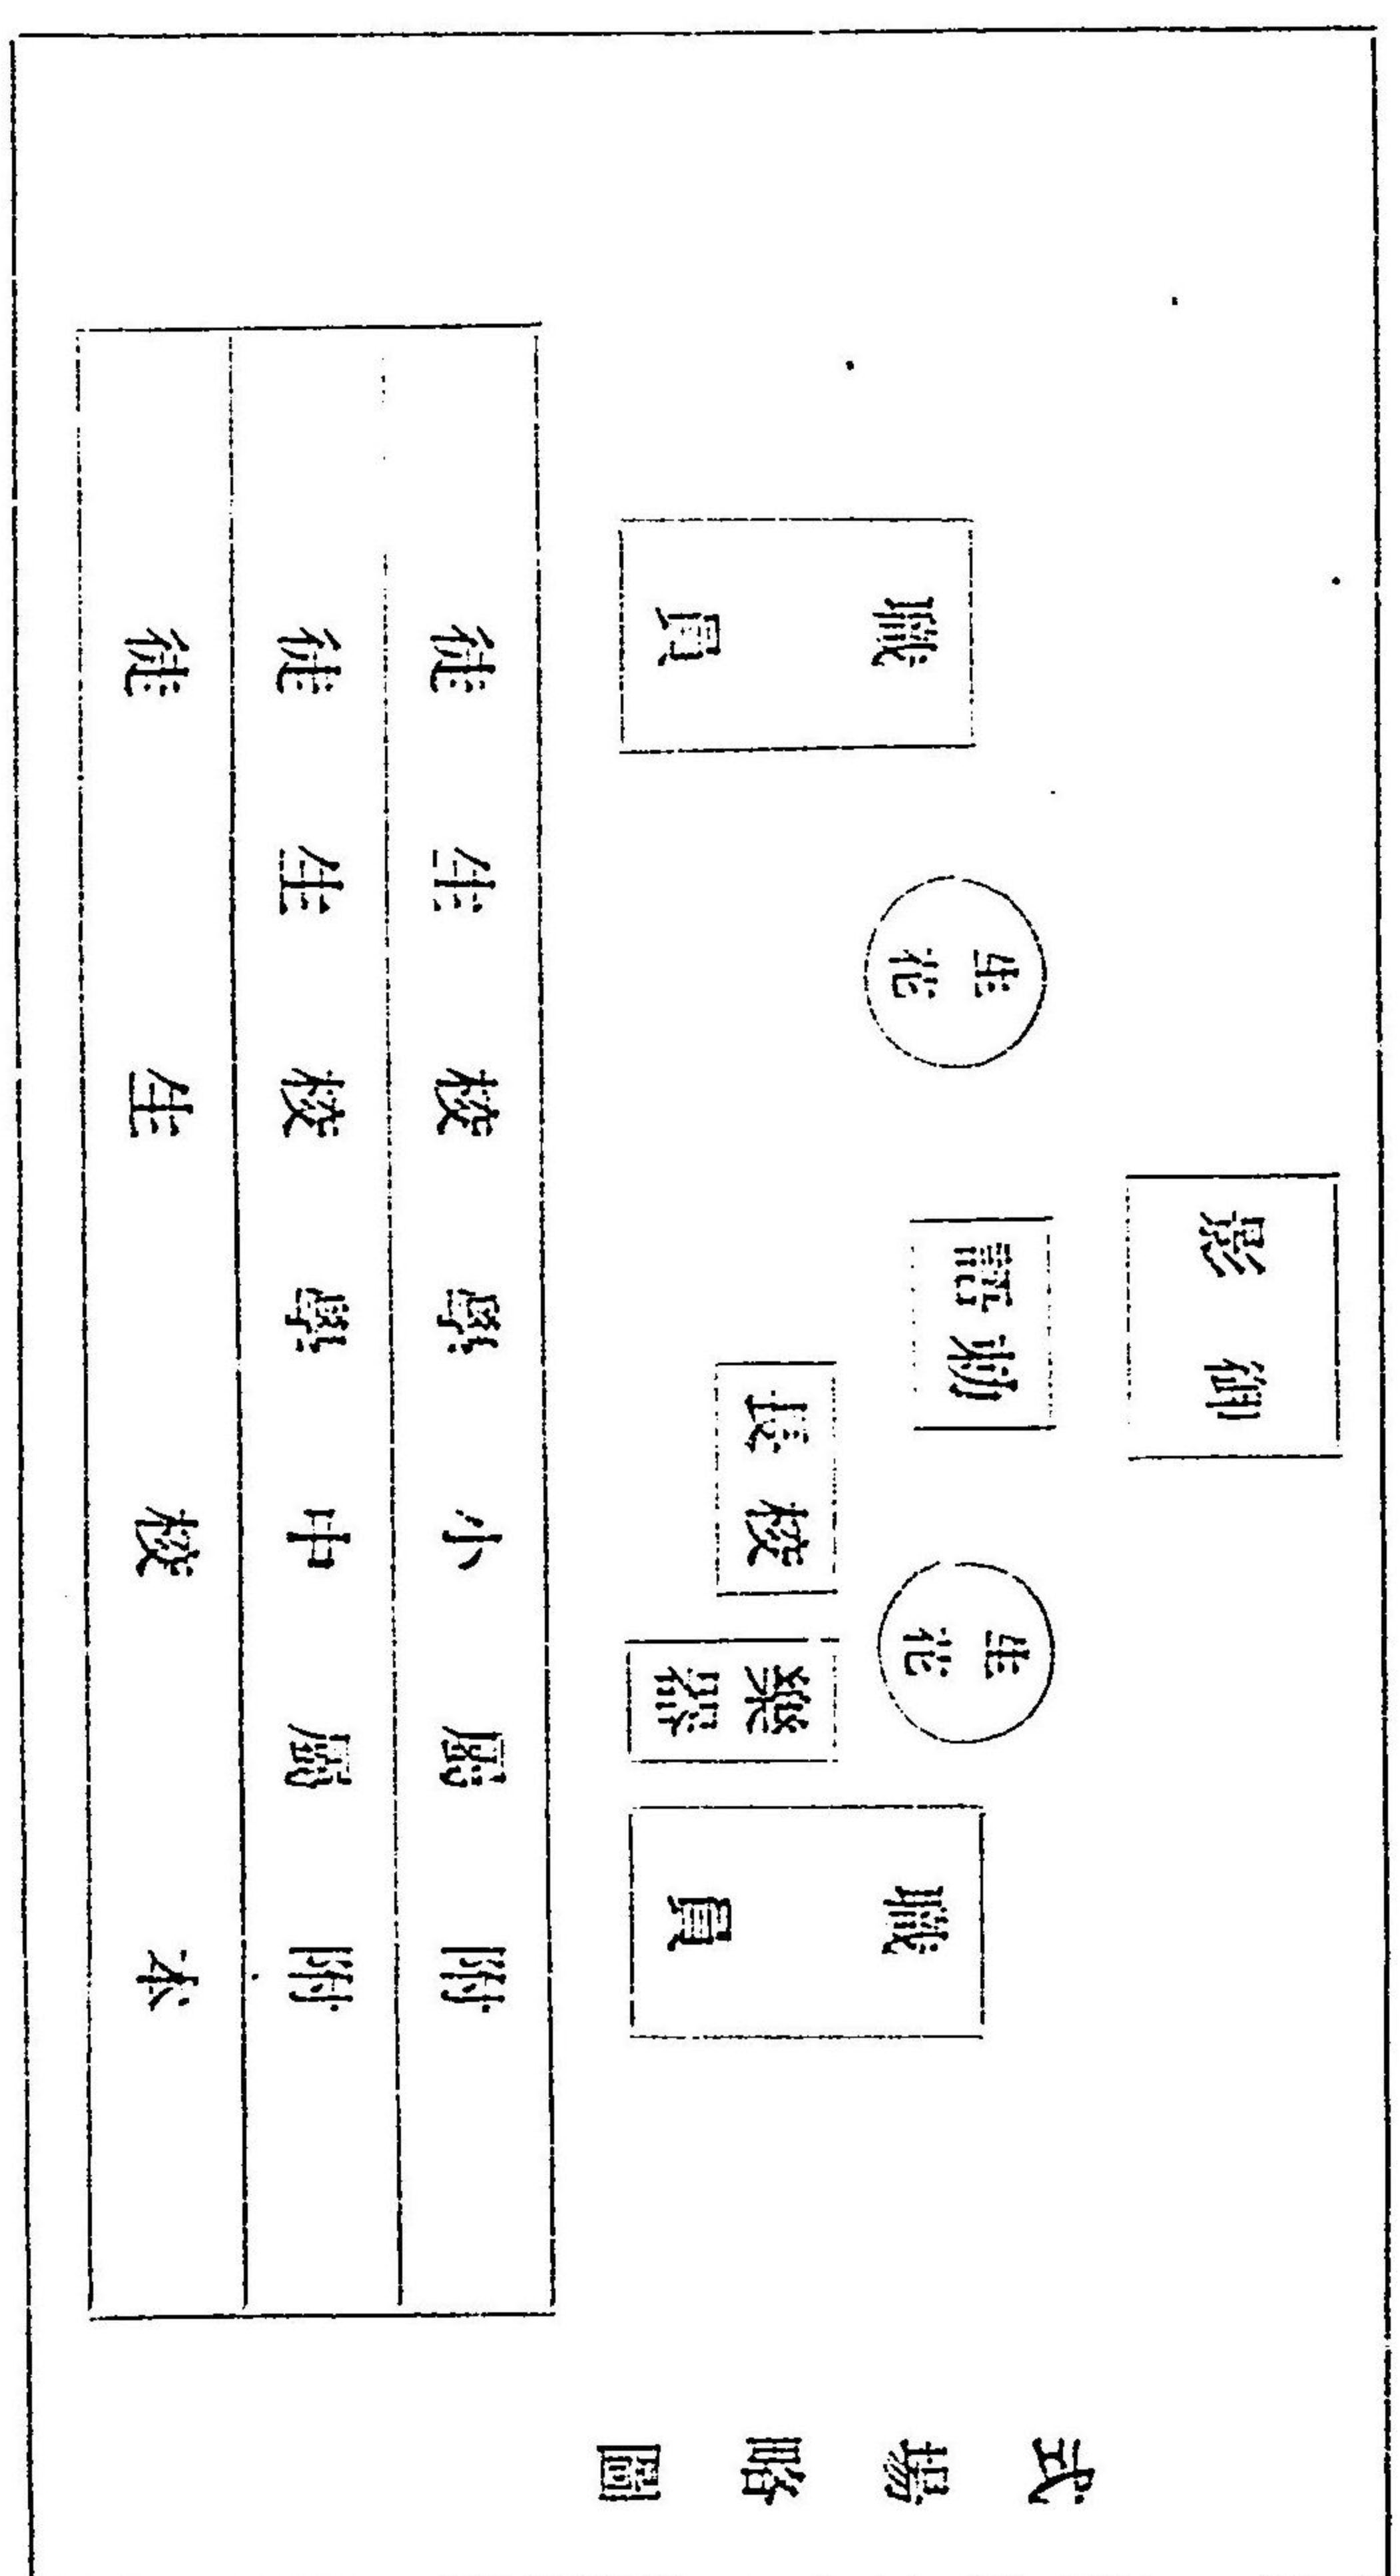 式場略圖
御影
勅語
生花
生花
校長
樂器
職員
職員
附屬小學校生徒
附屬中學校生徒
本校生徒